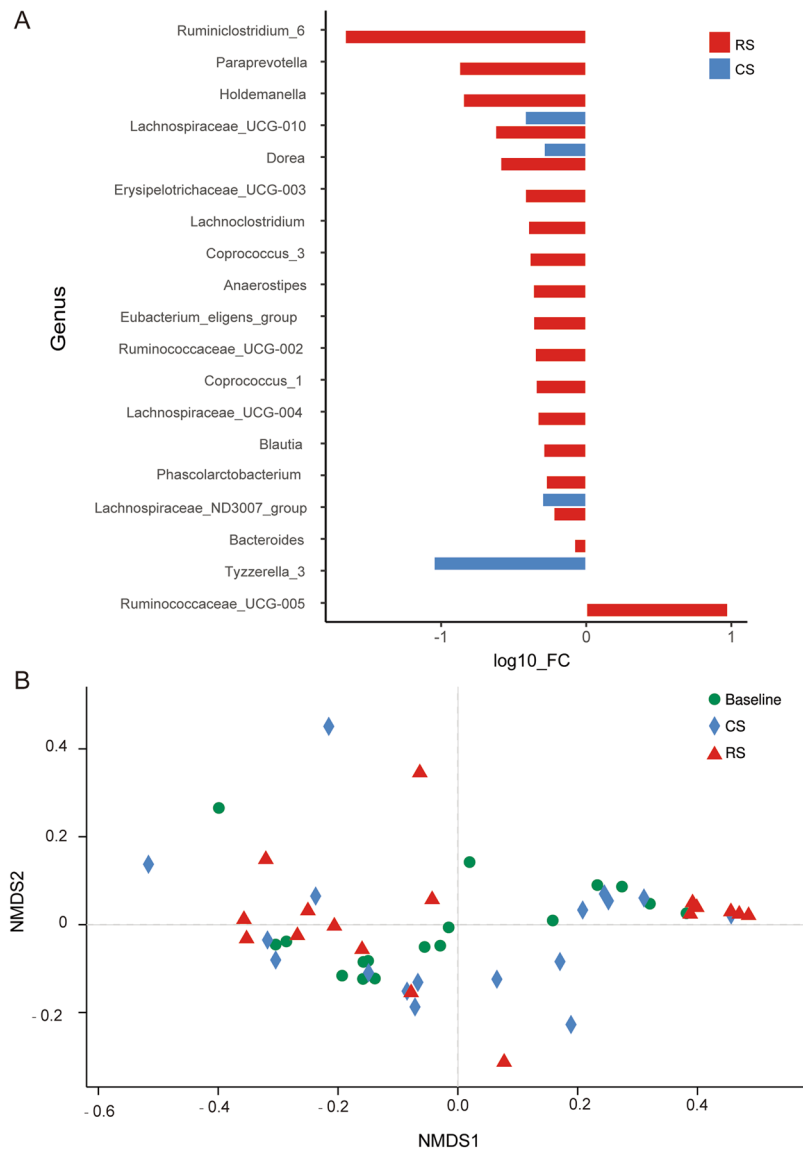 A
Ruminiclostridium_6
RS
Paraprevotella
CS
Holdemanella
Lachnospiraceae_UCG-010
Dorea
Erysipelotrichaceae_UCG-003
Lachnoclostridium
Coprococcus_3
Anaerostipes
Eubacterium_eligens_group
Ruminococcaceae_UCG-002
Coprococcus_1
Lachnospiraceae_UCG-004
Blautia
Phascolarctobacterium
Lachnospiraceae_ND3007_group
Bacteroides
Tyzzerella_3
Ruminococcaceae_UCG-005
Genus
-1 0 1
log10_FC
B
Baseline
CS
RS
0.4
0.2
0
- 0.2
NMDS2
- 0.6 - 0.4 - 0.2 0.0 0.2 0.4
NMDS1